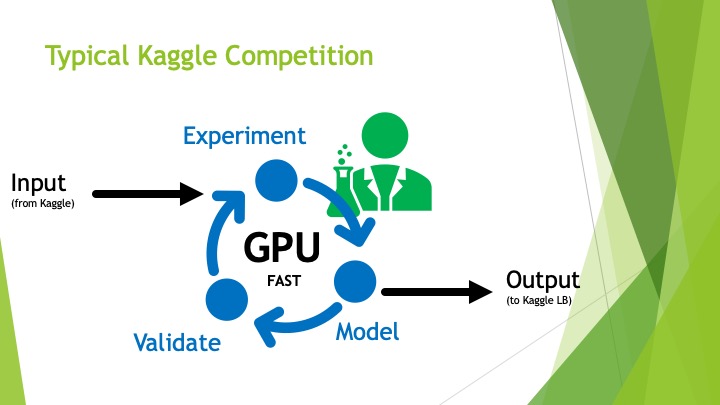 Typical Kaggle Competition
Experiment
Input
(from Kaggle)
GPU
FAST
Output
(to Kaggle LB)
Model
Validate